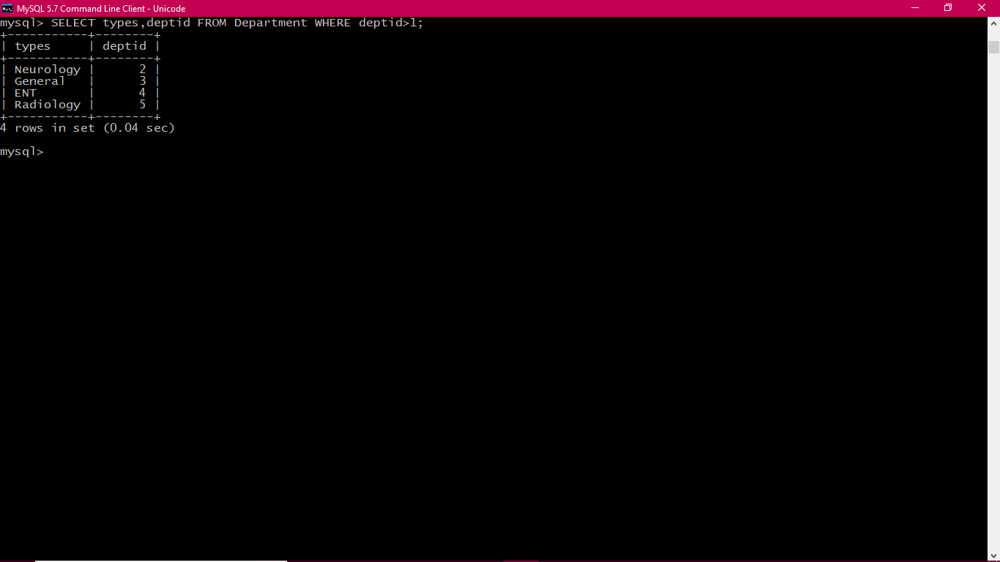 MySQL 5.7 Command Line Client - Unicode
mysql> SELECT types,deptid FROM Department WHERE deptid>1;
+-----------+--------+
| types     | deptid |
+-----------+--------+
| Neurology |      2 |
| General   |      3 |
| ENT       |      4 |
| Radiology |      5 |
+-----------+--------+
4 rows in set (0.04 sec)
mysql>